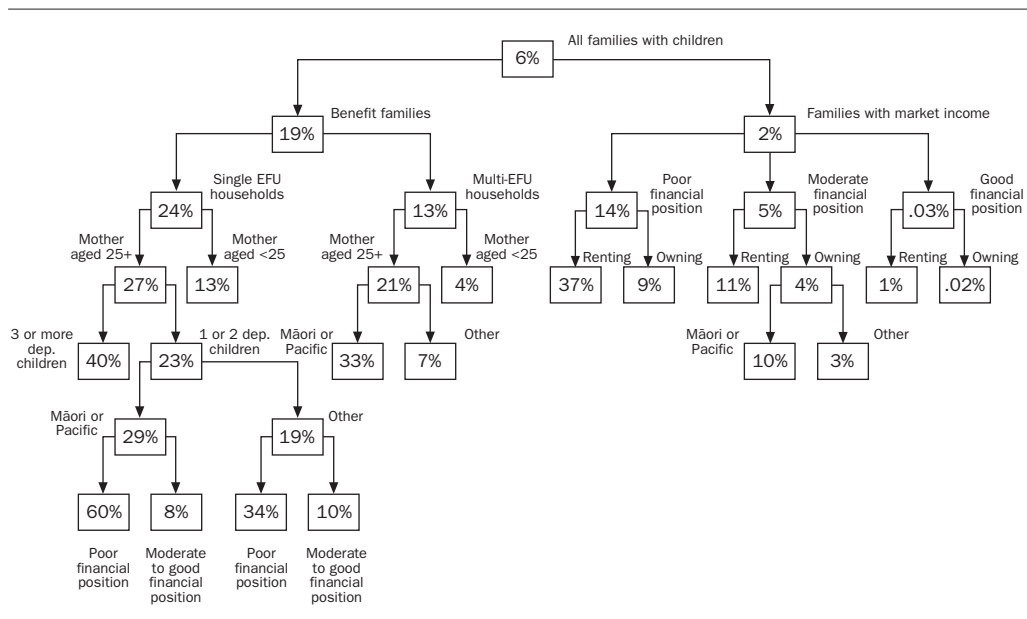 All families with children
6%
Benefit families
Families with market income
19%
2%
Single EFU
households
Multi-EFU
households
Poor
financial
position
Moderate
financial
position
Good
financial
position
24%
13%
14%
5%
.03%
Mother
aged 25+
Mother
aged <25
Mother
aged 25+
Mother
aged <25
Renting
Owning
Renting
Owning
Renting
Owning
27%
13%
21%
4%
37%
9%
11%
4%
1%
.02%
3 or more
dep.
children
1 or 2 dep.
children
Māori or
Pacific
Other
Māori or
Pacific
Other
40%
23%
33%
7%
10%
3%
Māori or
Pacific
Other
29%
19%
60%
8%
34%
10%
Poor
financial
position
Moderate
to good
financial
position
Poor
financial
position
Moderate
to good
financial
position